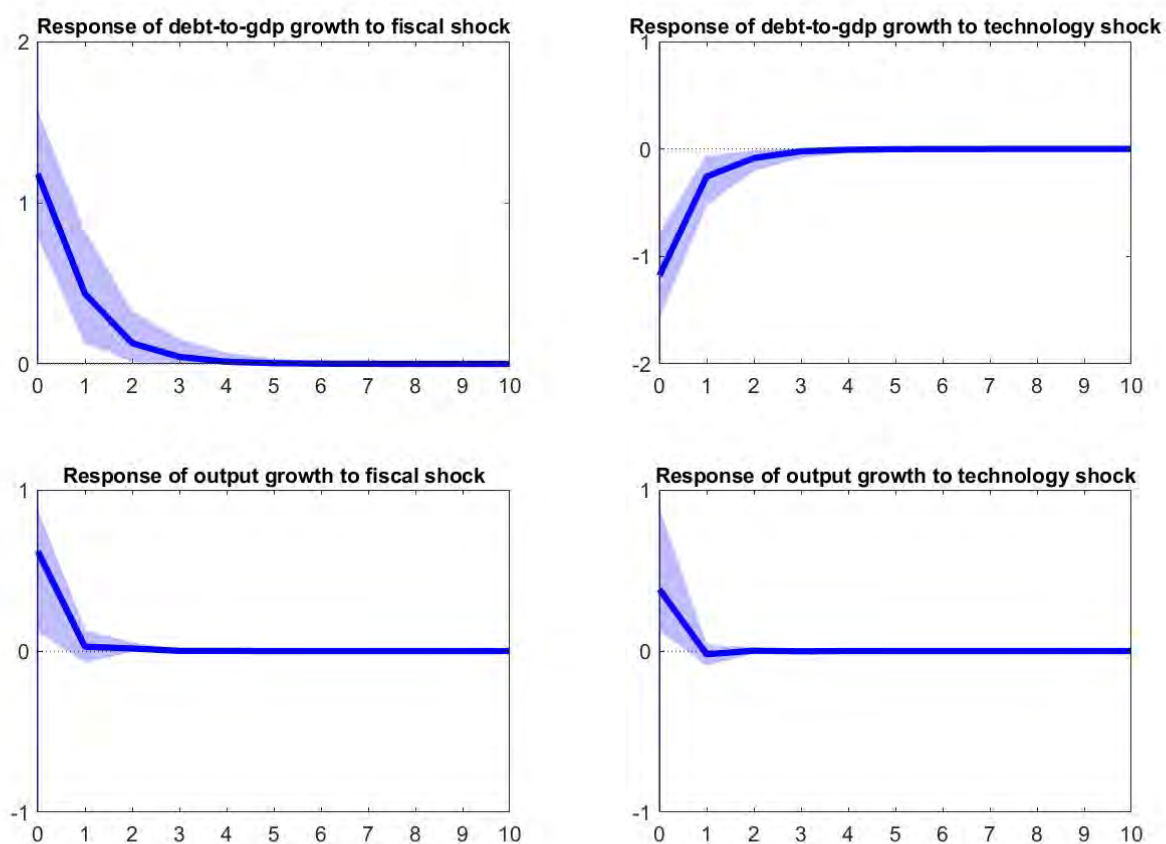 Response of debt-to-gdp growth to fiscal shock
2
1
0
0 1 2 3 4 5 6 7 8 9 10
Response of debt-to-gdp growth to technology shock
1
0
-1
-2
0 1 2 3 4 5 6 7 8 9 10
Response of output growth to fiscal shock
1
0
-1
0 1 2 3 4 5 6 7 8 9 10
Response of output growth to technology shock
1
0
-1
0 1 2 3 4 5 6 7 8 9 10